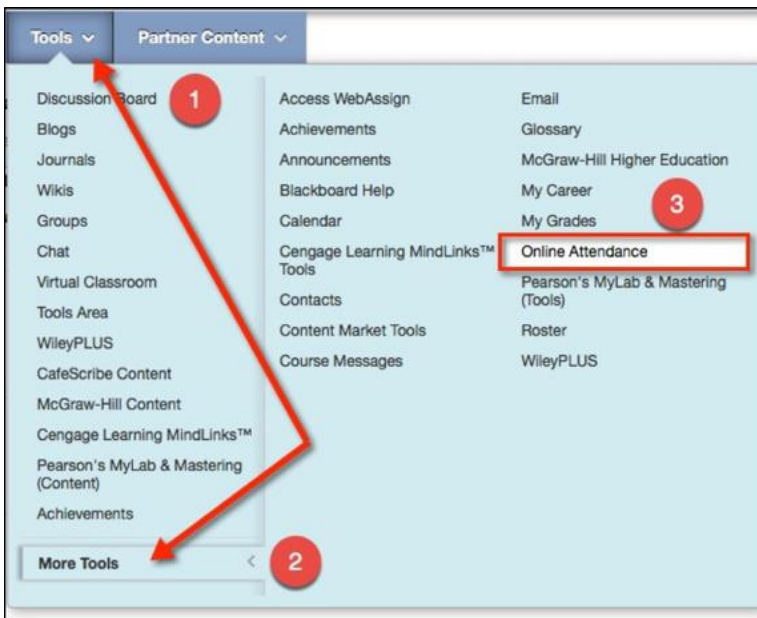 Tools
Partner Content
Discussion Board
1
Blogs
Journals
Wikis
Groups
Chat
Virtual Classroom
Tools Area
WileyPLUS
CafeScribe Content
McGraw-Hill Content
Cengage Learning MindLinks™
Pearson's MyLab & Mastering
(Content)
Achievements
More Tools
2
Access WebAssign
Achievements
Announcements
Blackboard Help
Calendar
Cengage Learning MindLinks™
Tools
Contacts
Content Market Tools
Course Messages
Email
Glossary
McGraw-Hill Higher Education
My Career
My Grades
3
Online Attendance
Pearson's MyLab & Mastering
(Tools)
Roster
WileyPLUS